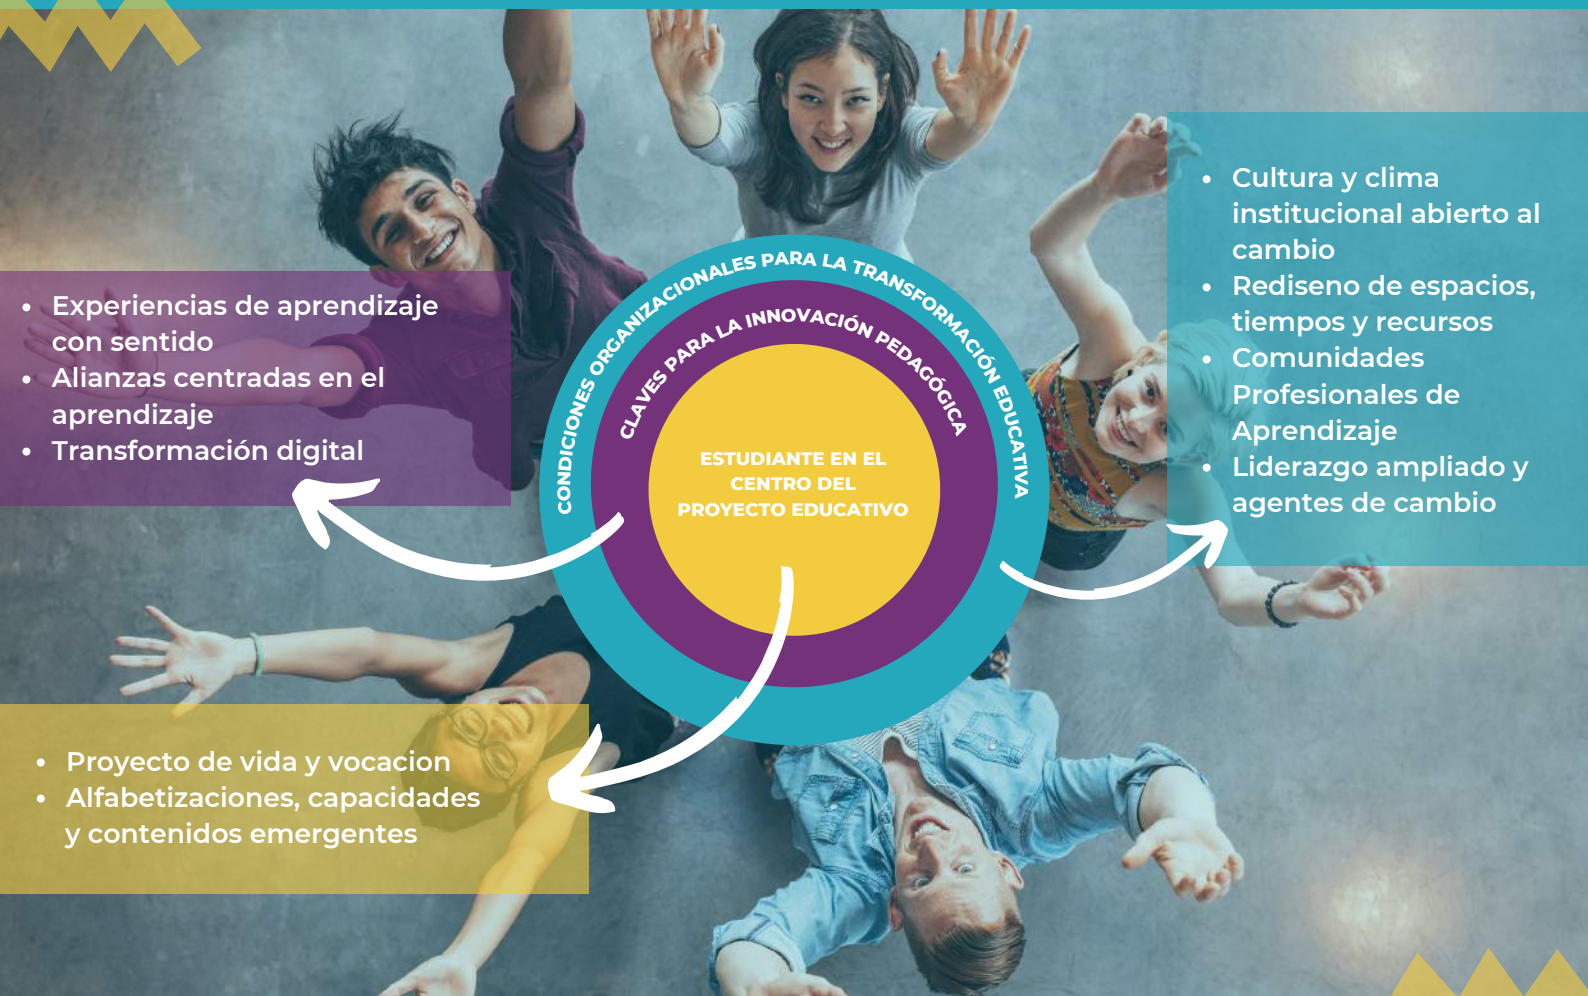 CONDICIONES ORGANIZACIONALES PARA LA TRANSFORMACIÓN EDUCATIVA
CLAVES PARA LA INNOVACIÓN PEDAGÓGICA
ESTUDIANTE EN EL
CENTRO DEL
PROYECTO EDUCATIVO
• Experiencias de aprendizaje
con sentido
• Alianzas centradas en el
aprendizaje
• Transformación digital
• Cultura y clima
institucional abierto al
cambio
• Rediseno de espacios,
tiempos y recursos
• Comunidades
Profesionales de
Aprendizaje
• Liderazgo ampliado y
agentes de cambio
• Proyecto de vida y vocacion
• Alfabetizaciones, capacidades
y contenidos emergentes